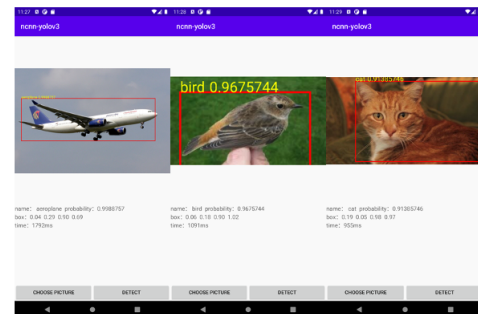 11:27
ncnn-yolov3
name: aeroplane probability: 0.9988757
box: 0.04 0.29 0.90 0.69
time: 1792ms
CHOOSE PICTURE DETECT
11:28
ncnn-yolov3
bird 0.9675744
name: bird probability: 0.9675744
box: 0.06 0.18 0.90 1.02
time: 1091ms
CHOOSE PICTURE DETECT
11:29
ncnn-yolov3
cat 0.91385746
name: cat probability: 0.91385746
box: 0.19 0.05 0.98 0.97
time: 955ms
CHOOSE PICTURE DETECT